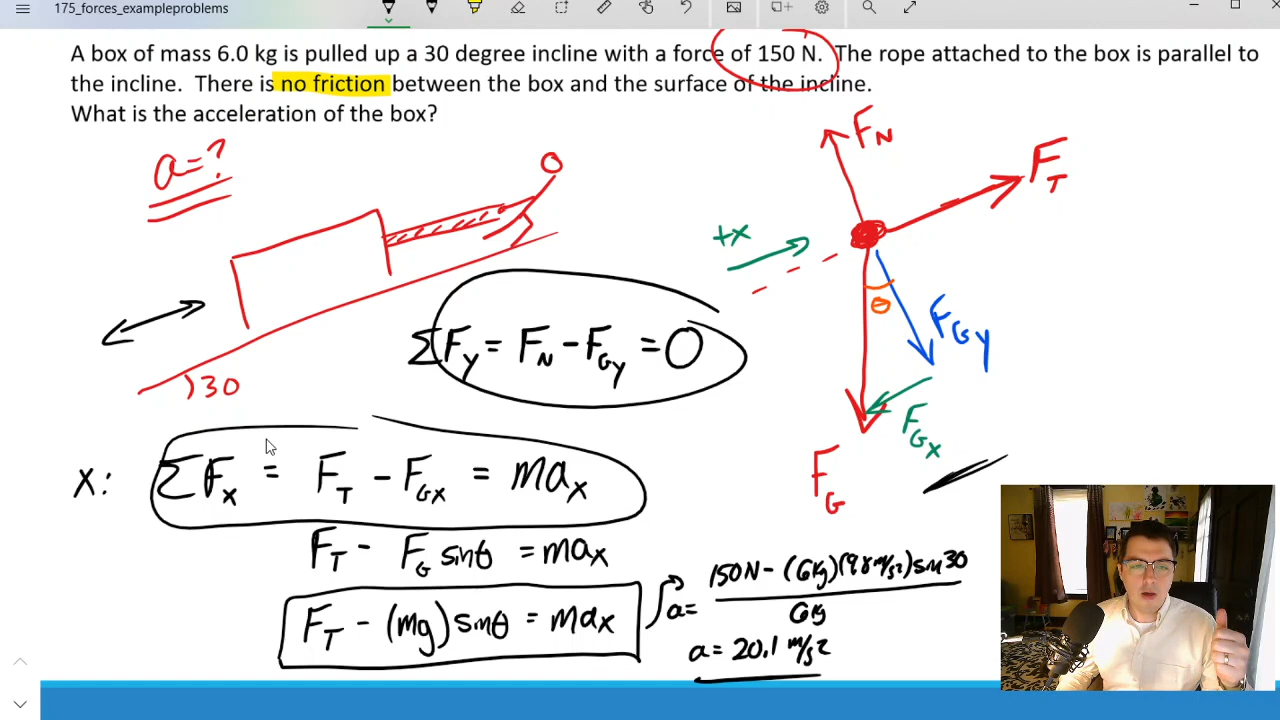 175_forces_exampleproblems
A box of mass 6.0 kg is pulled up a 30 degree incline with a force of 150 N. The rope attached to the box is parallel to
the incline. There is no friction between the box and the surface of the incline.
What is the acceleration of the box?
a=?
F_N
F_T
+x
θ
F_Gy
F_Gx
F_G
30
ΣF_y = F_N - F_Gy = 0
x: ΣF_x = F_T - F_Gx = ma_x
F_T - F_G sinθ = ma_x
F_T - (mg) sinθ = ma_x
a= 150N - (6kg)(9.8 m/s²) sin 30 / 6kg
a = 20.1 m/s²